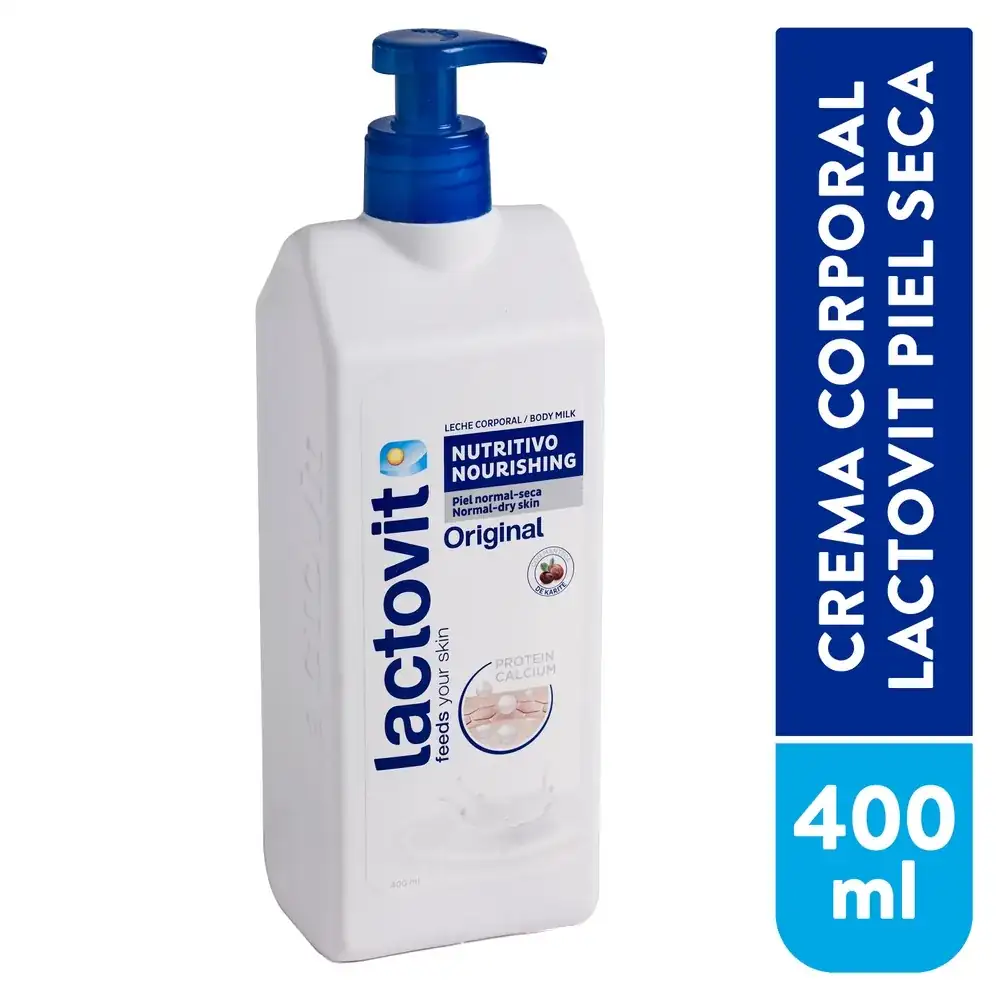 LECHE CORPORAL / BODY MILK
NUTRITIVO
NOURISHING
Piel normal-seca
Normal-dry skin
Original
DE KARITÉ
lactovit
feeds your skin
PROTEIN
CALCIUM
400 ml
CREMA CORPORAL
LACTOVIT PIEL SECA
400
ml